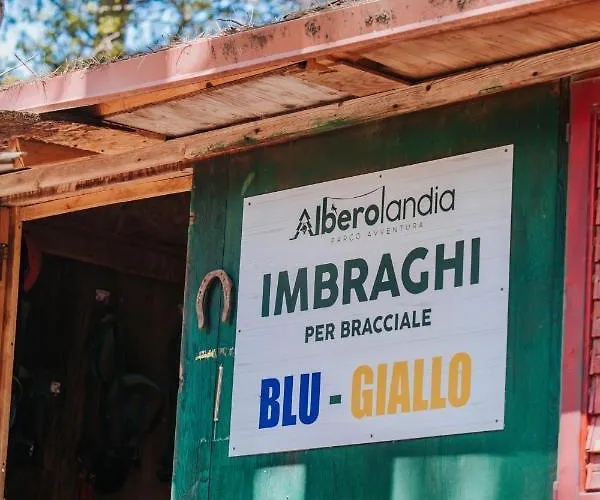 Alberolandia
PARCO AVVENTURA
IMBRAGHI
PER BRACCIALE
BLU - GIALLO